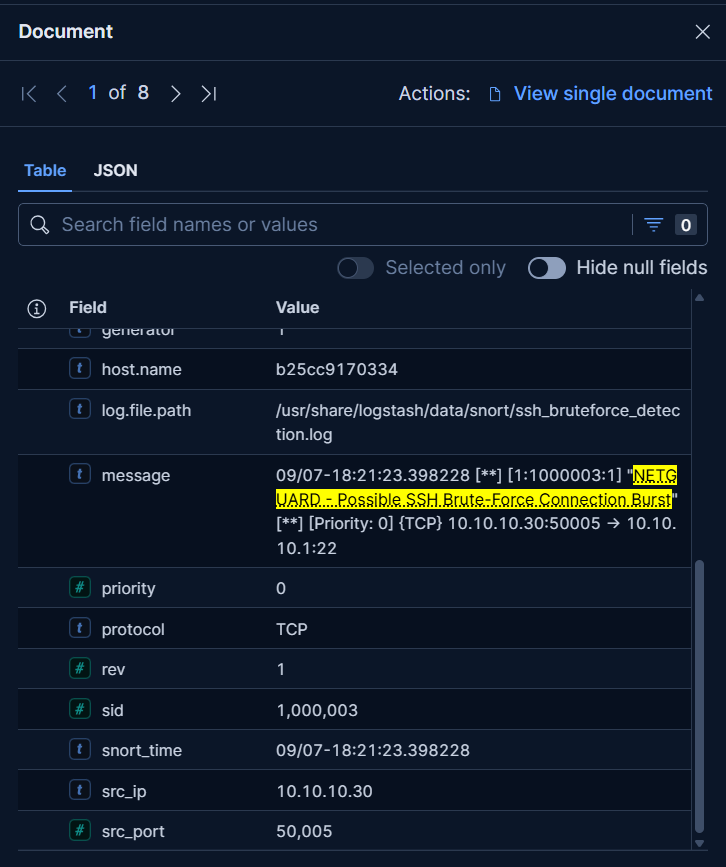 Document
1 of 8
Actions: View single document
Table JSON
Search field names or values
0
Selected only Hide null fields
Field Value
t generator 1
t host.name b25cc9170334
t log.file.path /usr/share/logstash/data/snort/ssh_bruteforce_detec
tion.log
t message 09/07-18:21:23.398228 [**] [1:1000003:1] "NETG
UARD - Possible SSH Brute-Force Connection Burst"
[**] [Priority: 0] {TCP} 10.10.10.30:50005 -> 10.10.
10.1:22
# priority 0
t protocol TCP
# rev 1
# sid 1,000,003
t snort_time 09/07-18:21:23.398228
t src_ip 10.10.10.30
# src_port 50,005